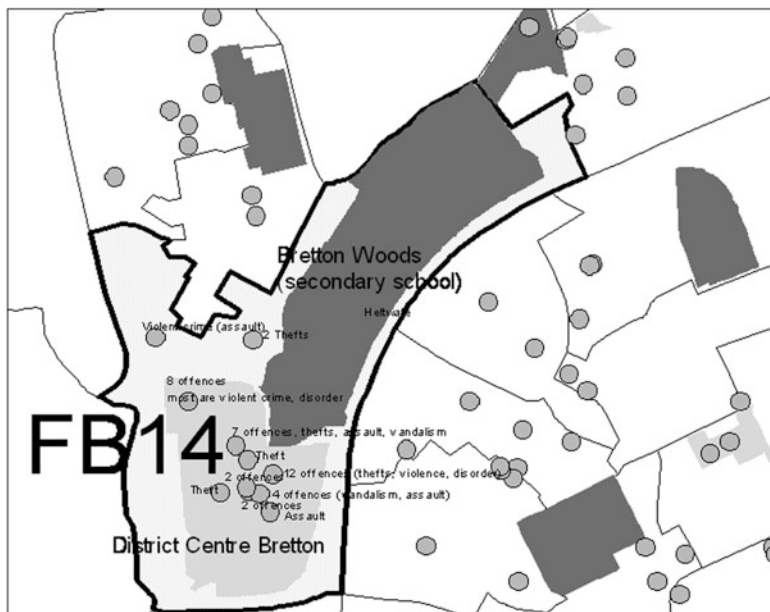 Bretton Woods
(secondary school)
Heltwate
Violent crime (assault)
2 Thefts
8 offences
most are violent crime, disorder
FB14
7 offences, thefts, assault, vandalism
Theft
12 offences (thefts, violence, disorder)
2 offences
Theft
4 offences (vandalism, assault)
2 offences
Assault
District Centre Bretton